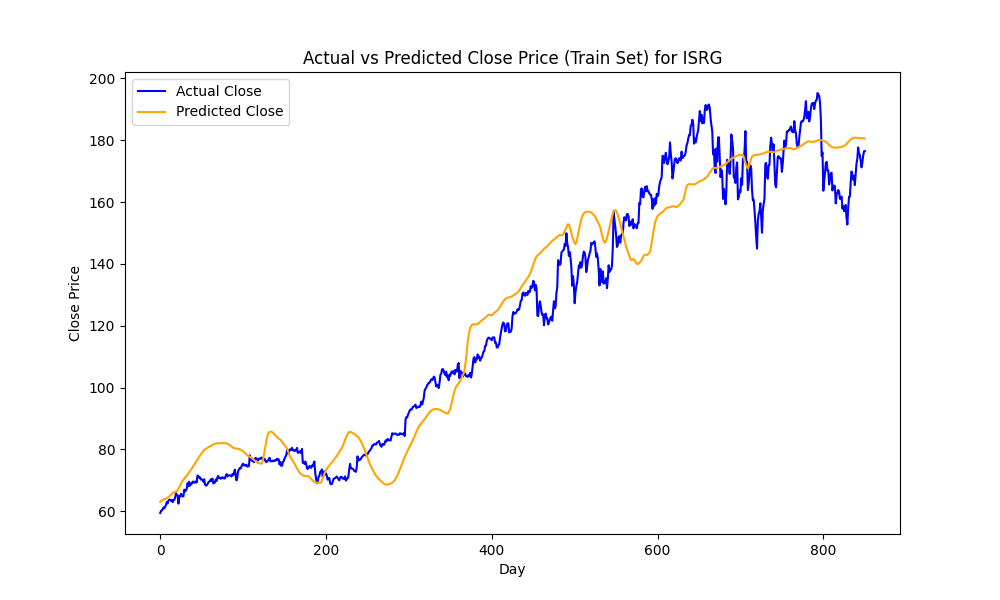 Actual vs Predicted Close Price (Train Set) for ISRG
Actual Close
Predicted Close
Close Price
200
180
160
140
120
100
80
60
0 200 400 600 800
Day